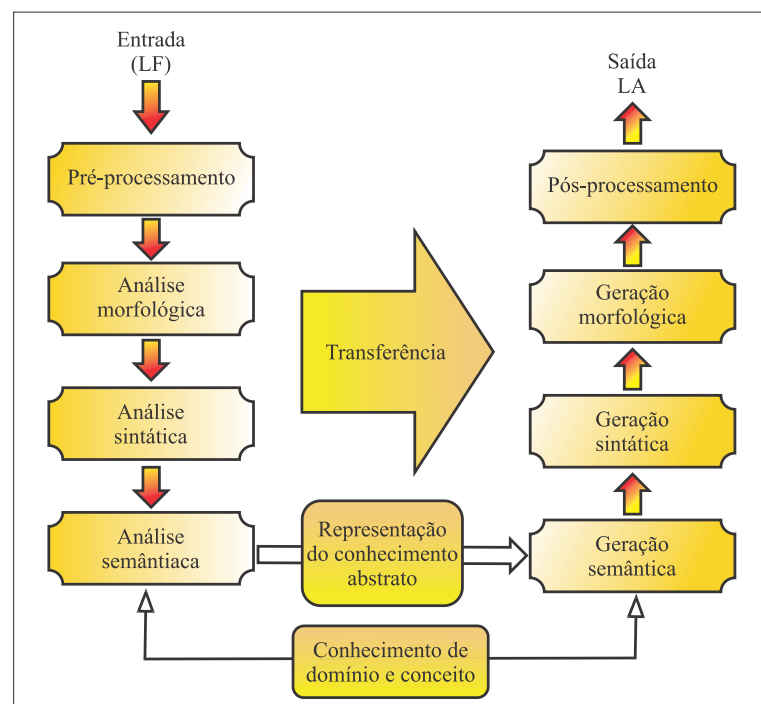 Entrada
(LF)
Pré-processamento
Análise
morfológica
Análise
sintática
Análise
semântiaca
Transferência
Representação
do conhecimento
abstrato
Conhecimento de
domínio e conceito
Saída
LA
Pós-processamento
Geração
morfológica
Geração
sintática
Geração
semântica